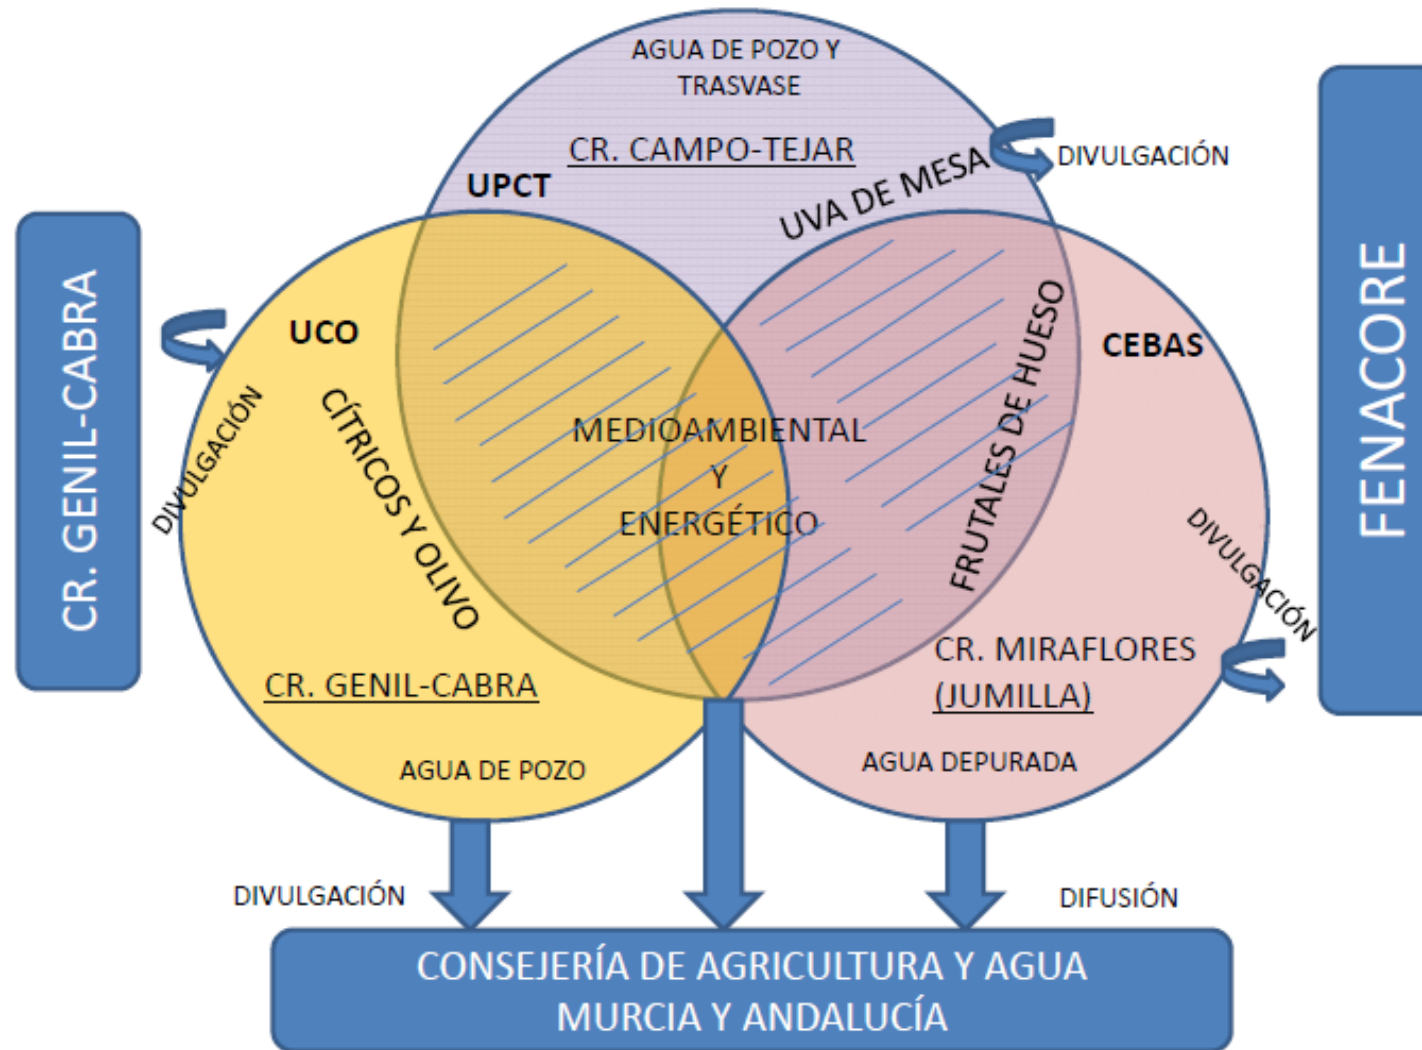 AGUA DE POZO Y
TRASVASE
CR. CAMPO-TEJAR
DIVULGACIÓN
UPCT
UVA DE MESA
CR. GENIL-CABRA
FENACORE
UCO
CEBAS
DIVULGACIÓN
CÍTRICOS Y OLIVO
FRUTALES DE HUESO
MEDIOAMBIENTAL
Y
ENERGÉTICO
DIVULGACIÓN
CR. GENIL-CABRA
CR. MIRAFLORES
(JUMILLA)
AGUA DE POZO
AGUA DEPURADA
DIVULGACIÓN
DIFUSIÓN
CONSEJERÍA DE AGRICULTURA Y AGUA
MURCIA Y ANDALUCÍA